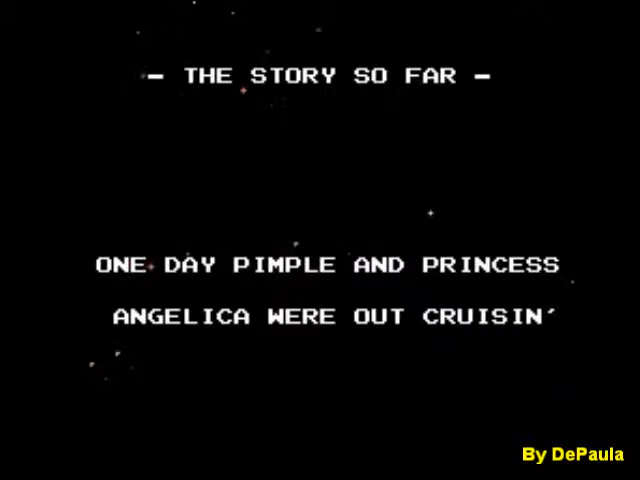 - THE STORY SO FAR -
ONE DAY PIMPLE AND PRINCESS
ANGELICA WERE OUT CRUISIN'
By DePaula